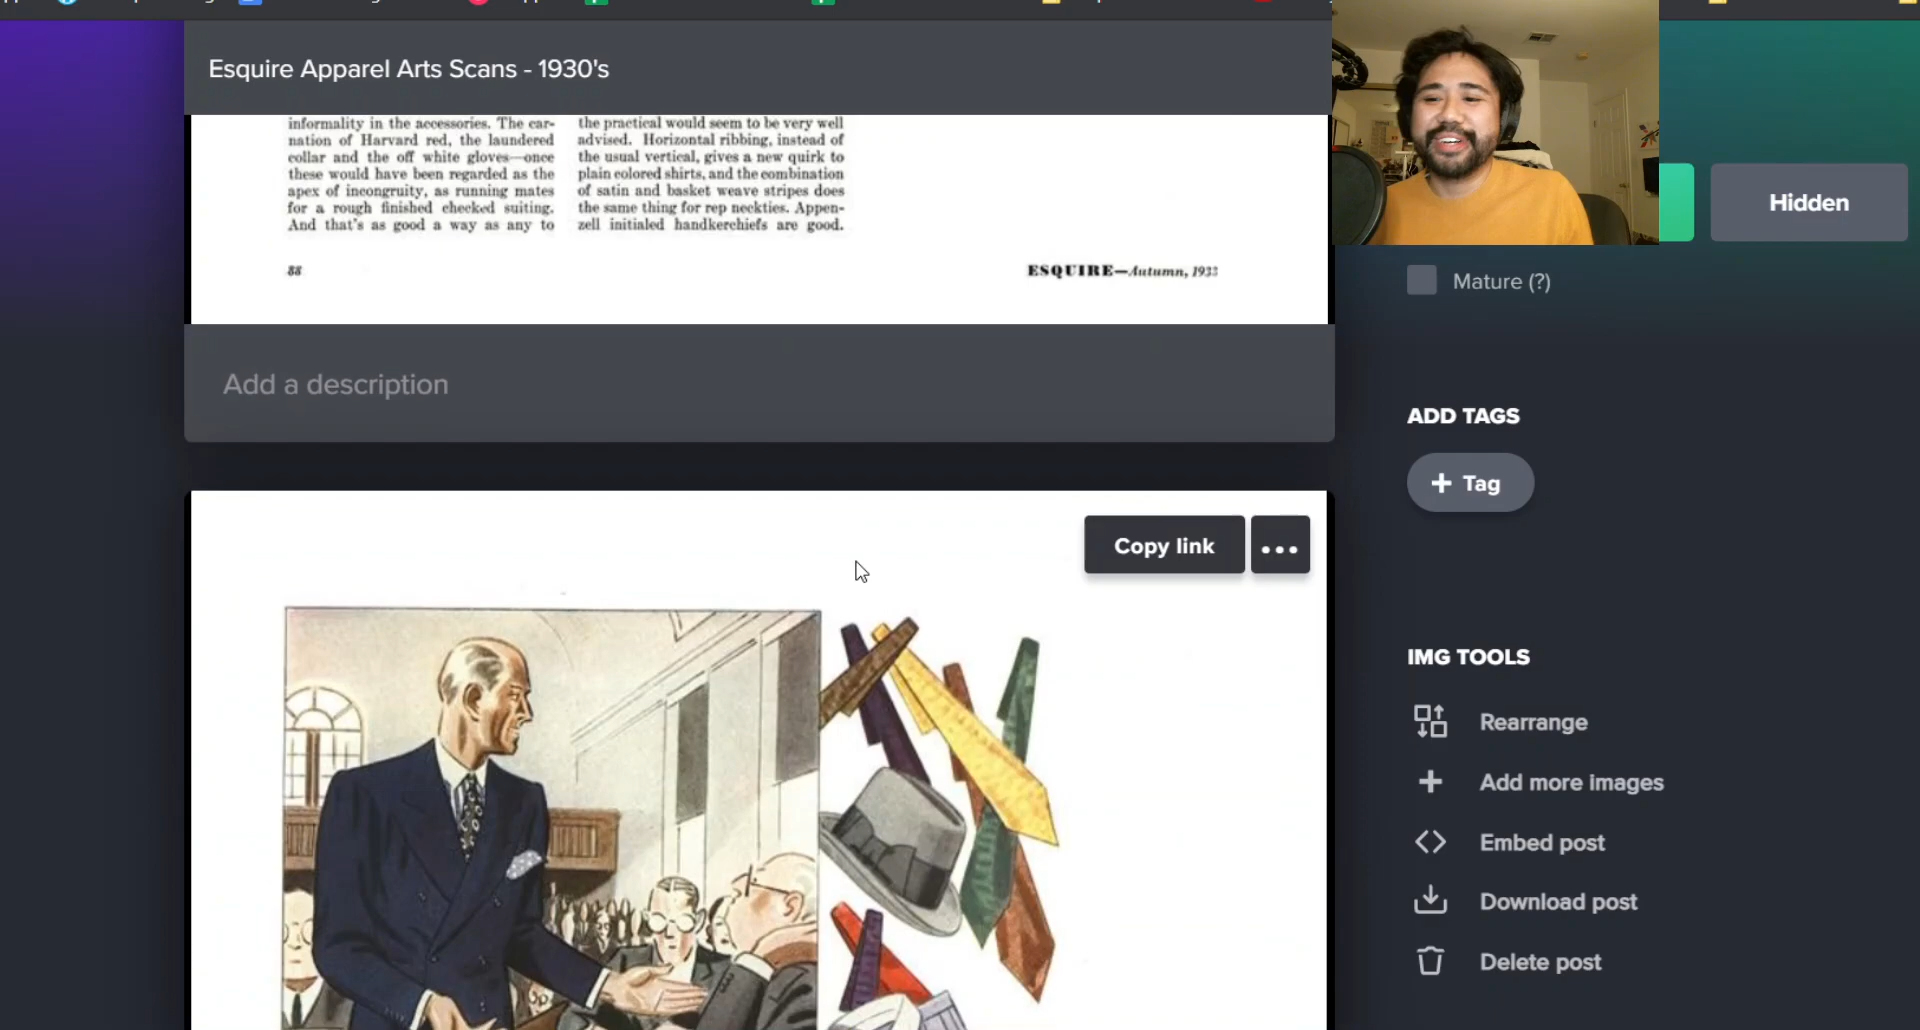 Esquire Apparel Arts Scans - 1930's
informality in the accessories. The car-
nation of Harvard red, the laundered
collar and the off white gloves—once
these would have been regarded as the
apex of incongruity, as running mates
for a rough finished checked suiting.
And that's as good a way as any to
the practical would seem to be very well
advised. Horizontal ribbing, instead of
the usual vertical, gives a new quirk to
plain colored shirts, and the combination
of satin and basket weave stripes does
the same thing for rep neckties. Appen-
zell initialed handkerchiefs are good.
88
ESQUIRE—Autumn, 1933
Add a description
Copy link
Hidden
Mature (?)
ADD TAGS
+ Tag
IMG TOOLS
Rearrange
Add more images
Embed post
Download post
Delete post